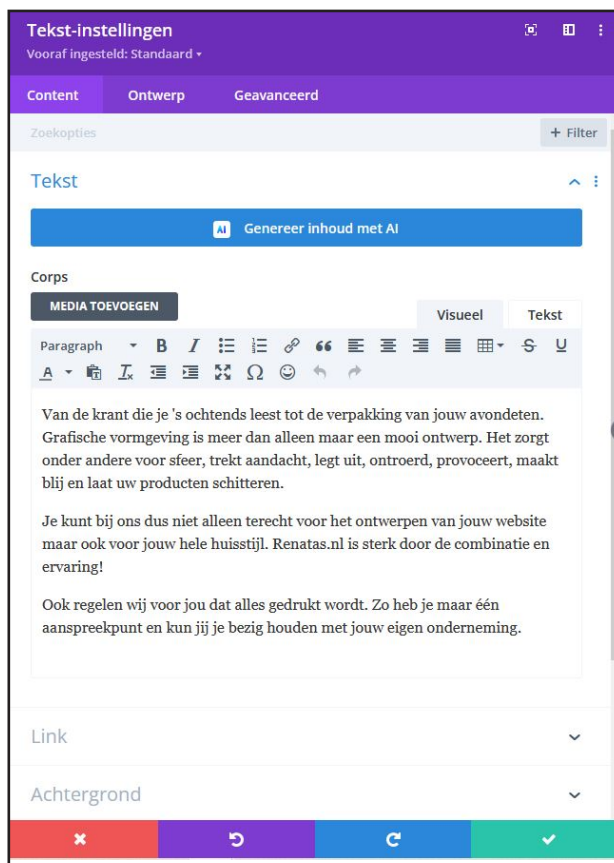 Tekst-instellingen
Vooraf ingesteld: Standaard
Content Ontwerp Geavanceerd
Zoekopties + Filter
Tekst
AI Genereer inhoud met AI
Corps
MEDIA TOEVOEGEN Visueel Tekst
Paragraph B I U
A Ω
Van de krant die je 's ochtends leest tot de verpakking van jouw avondeten.
Grafische vormgeving is meer dan alleen maar een mooi ontwerp. Het zorgt
onder andere voor sfeer, trekt aandacht, legt uit, ontroerd, provoceert, maakt
blij en laat uw producten schitteren.
Je kunt bij ons dus niet alleen terecht voor het ontwerpen van jouw website
maar ook voor jouw hele huisstijl. Renatas.nl is sterk door de combinatie en
ervaring!
Ook regelen wij voor jou dat alles gedrukt wordt. Zo heb je maar één
aanspreekpunt en kun jij je bezig houden met jouw eigen onderneming.
Link
Achtergrond